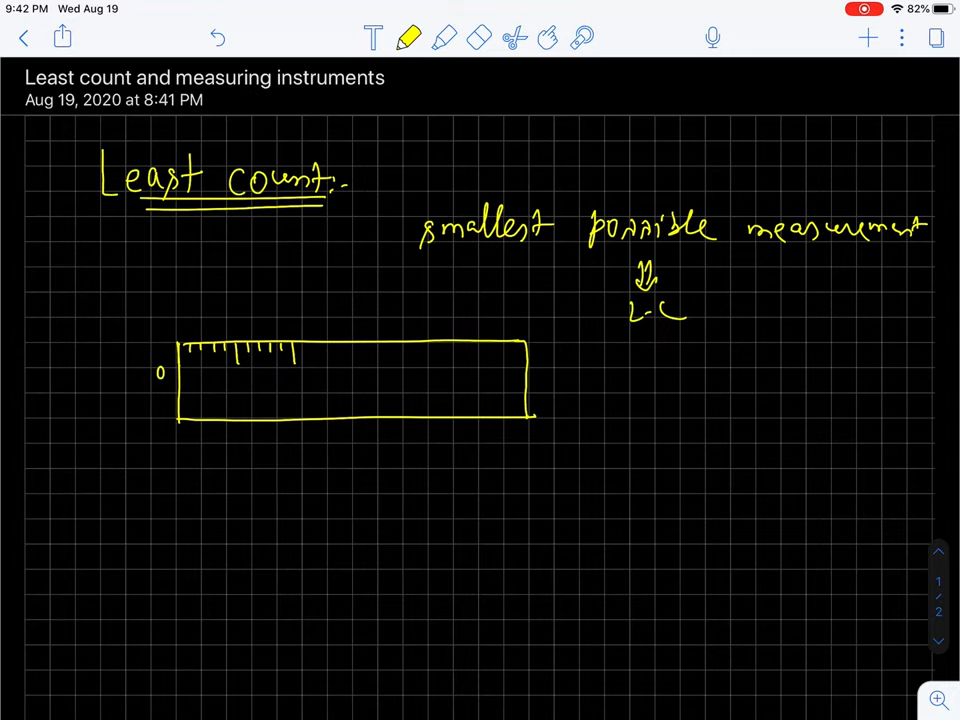 9:42 PM Wed Aug 19 82%
T
Least count and measuring instruments
Aug 19, 2020 at 8:41 PM
Least count:-
smallest possible measurement
L.C
0
1
/
2